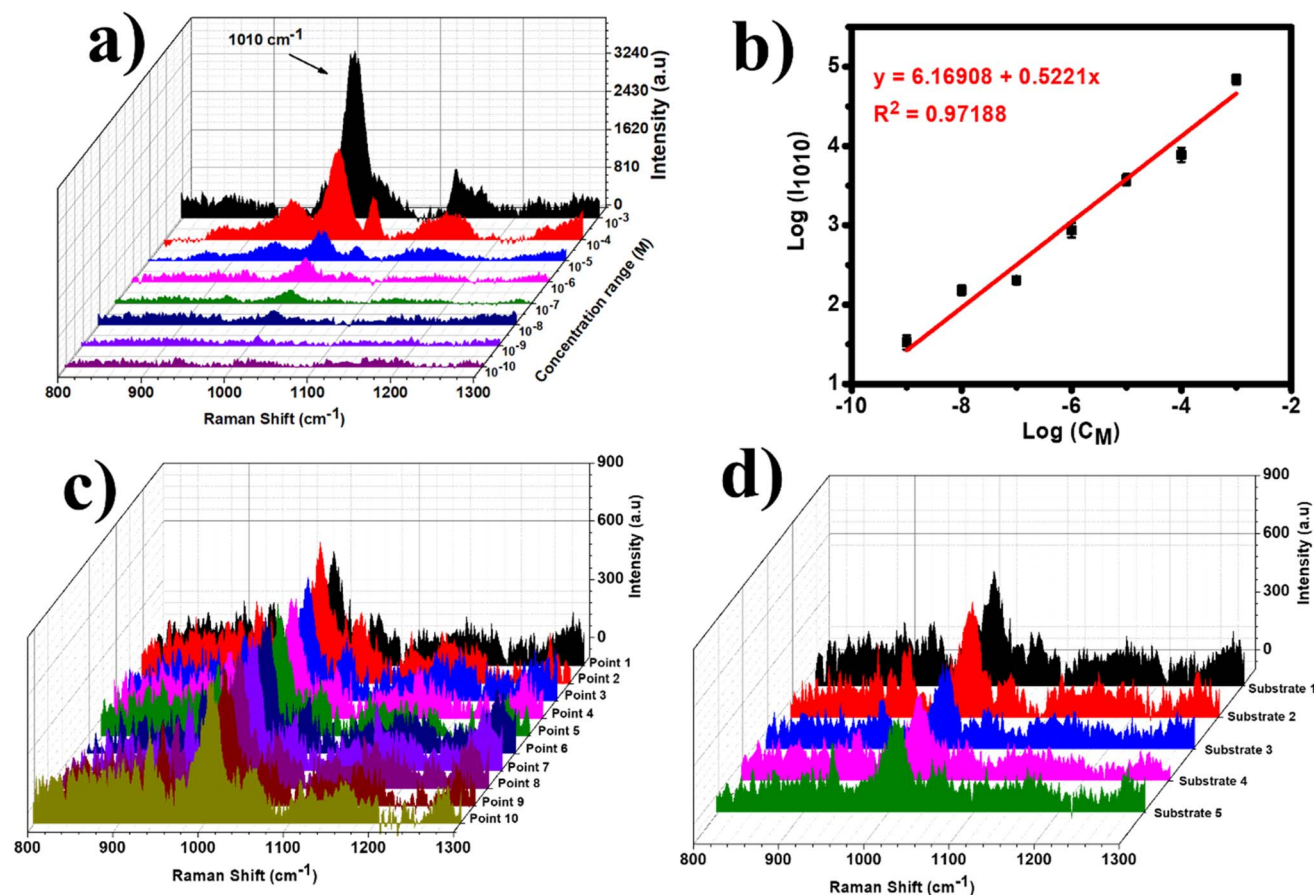 a)
1010 cm⁻¹
3240
2430
1620
810
0
Intensity (a.u)
10⁻³
10⁻⁴
10⁻⁵
10⁻⁶
10⁻⁷
10⁻⁸
10⁻⁹
10⁻¹⁰
Concentration range (M)
800 900 1000 1100 1200 1300
Raman Shift (cm⁻¹)
b)
y = 6.16908 + 0.5221x
R² = 0.97188
5
4
3
2
1
Log (I₁₀₁₀)
-10 -8 -6 -4 -2
Log (C_M)
c)
900
600
300
0
Intensity (a.u)
Point 1
Point 2
Point 3
Point 4
Point 5
Point 6
Point 7
Point 8
Point 9
Point 10
800 900 1000 1100 1200 1300
Raman Shift (cm⁻¹)
d)
900
600
300
0
Intensity (a.u)
Substrate 1
Substrate 2
Substrate 3
Substrate 4
Substrate 5
800 900 1000 1100 1200 1300
Raman Shift (cm⁻¹)